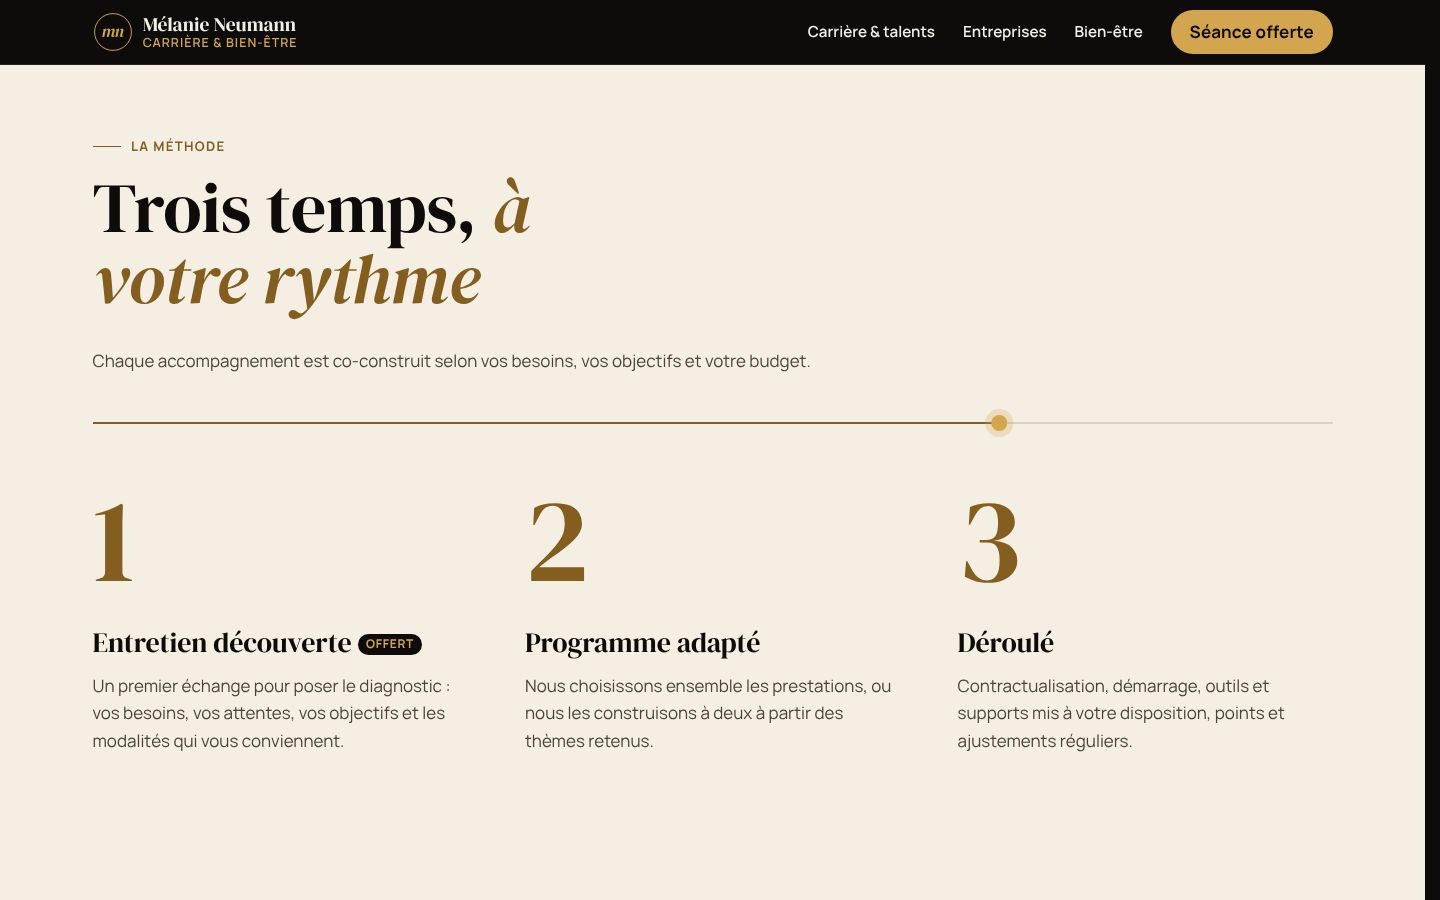 mn
Mélanie Neumann
CARRIÈRE & BIEN-ÊTRE
Carrière & talents
Entreprises
Bien-être
Séance offerte
LA MÉTHODE
Trois temps, à
votre rythme
Chaque accompagnement est co-construit selon vos besoins, vos objectifs et votre budget.
1
Entretien découverte OFFERT
Un premier échange pour poser le diagnostic :
vos besoins, vos attentes, vos objectifs et les
modalités qui vous conviennent.
2
Programme adapté
Nous choisissons ensemble les prestations, ou
nous les construisons à deux à partir des
thèmes retenus.
3
Déroulé
Contractualisation, démarrage, outils et
supports mis à votre disposition, points et
ajustements réguliers.